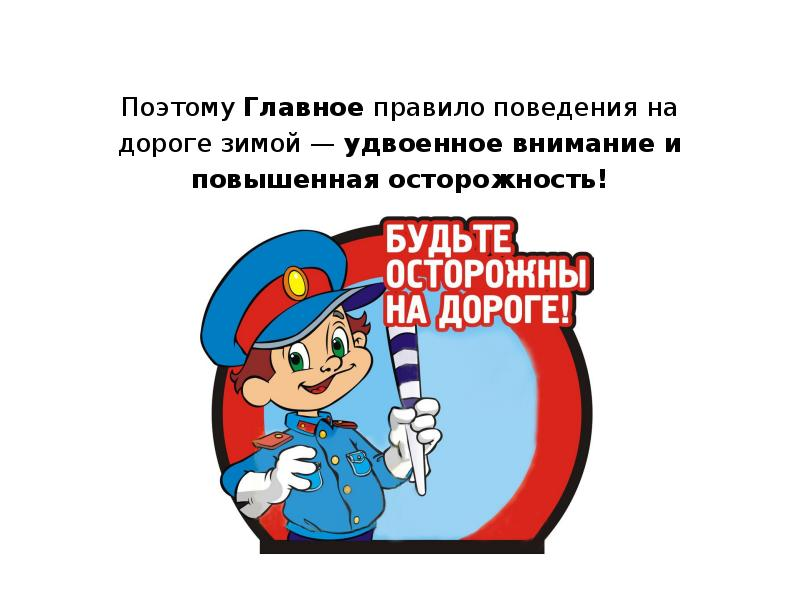 Поэтому Главное правило поведения на
дороге зимой — удвоенное внимание и
повышенная осторожность!
БУДЬТЕ
ОСТОРОЖНЫ
НА ДОРОГЕ!